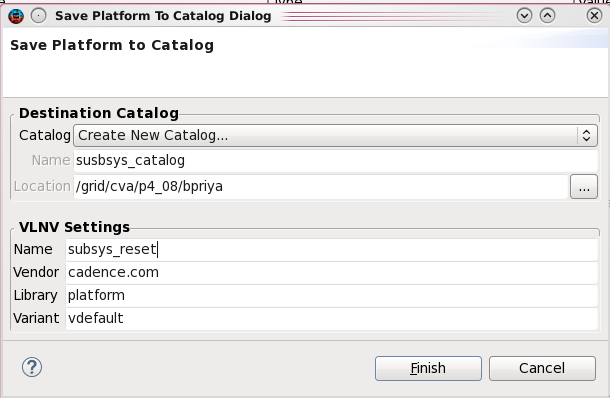 Save Platform To Catalog Dialog
Save Platform to Catalog
Destination Catalog
Catalog Create New Catalog...
Name susbsys_catalog
Location /grid/cva/p4_08/bpriya ...
VLNV Settings
Name subsys_reset
Vendor cadence.com
Library platform
Variant vdefault
? Finish Cancel